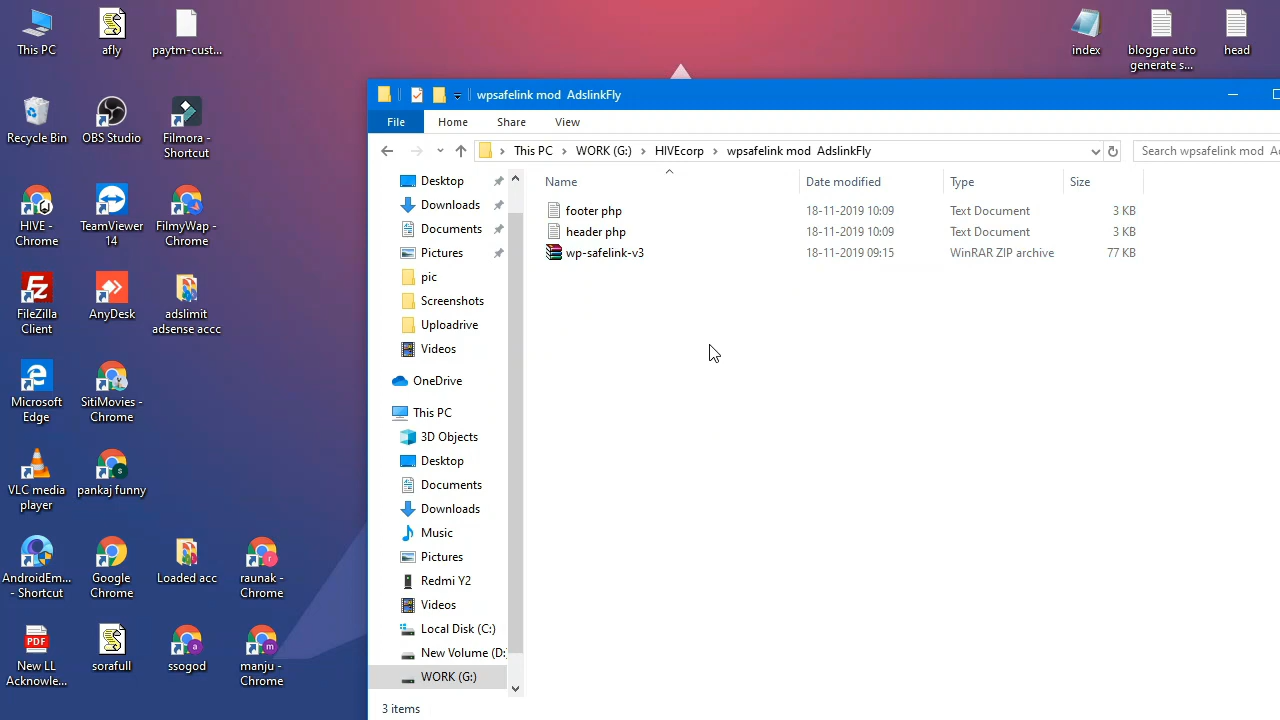 This PC
afly
paytm-cust...
index
blogger auto
generate s...
head
Recycle Bin
OBS Studio
Filmora -
Shortcut
HIVE -
Chrome
TeamViewer
14
FilmyWap -
Chrome
FileZilla
Client
AnyDesk
adslimit
adsense accc
Microsoft
Edge
SitiMovies -
Chrome
VLC media
player
pankaj funny
AndroidEm...
- Shortcut
Google
Chrome
Loaded acc
raunak -
Chrome
PDF
New LL
Acknowle...
sorafull
ssogod
manju -
Chrome
wpsafelink mod AdslinkFly
File Home Share View
This PC > WORK (G:) > HIVEcorp > wpsafelink mod AdslinkFly
Search wpsafelink mod
Name Date modified Type Size
footer php 18-11-2019 10:09 Text Document 3 KB
header php 18-11-2019 10:09 Text Document 3 KB
wp-safelink-v3 18-11-2019 09:15 WinRAR ZIP archive 77 KB
Desktop
Downloads
Documents
Pictures
pic
Screenshots
Uploadrive
Videos
OneDrive
This PC
3D Objects
Desktop
Documents
Downloads
Music
Pictures
Redmi Y2
Videos
Local Disk (C:)
New Volume (D:
WORK (G:)
3 items